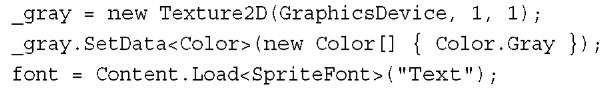 _gray = new Texture2D(GraphicsDevice, 1, 1);
_gray.SetData<Color>(new Color[] { Color.Gray });
font = Content.Load<SpriteFont>("Text");